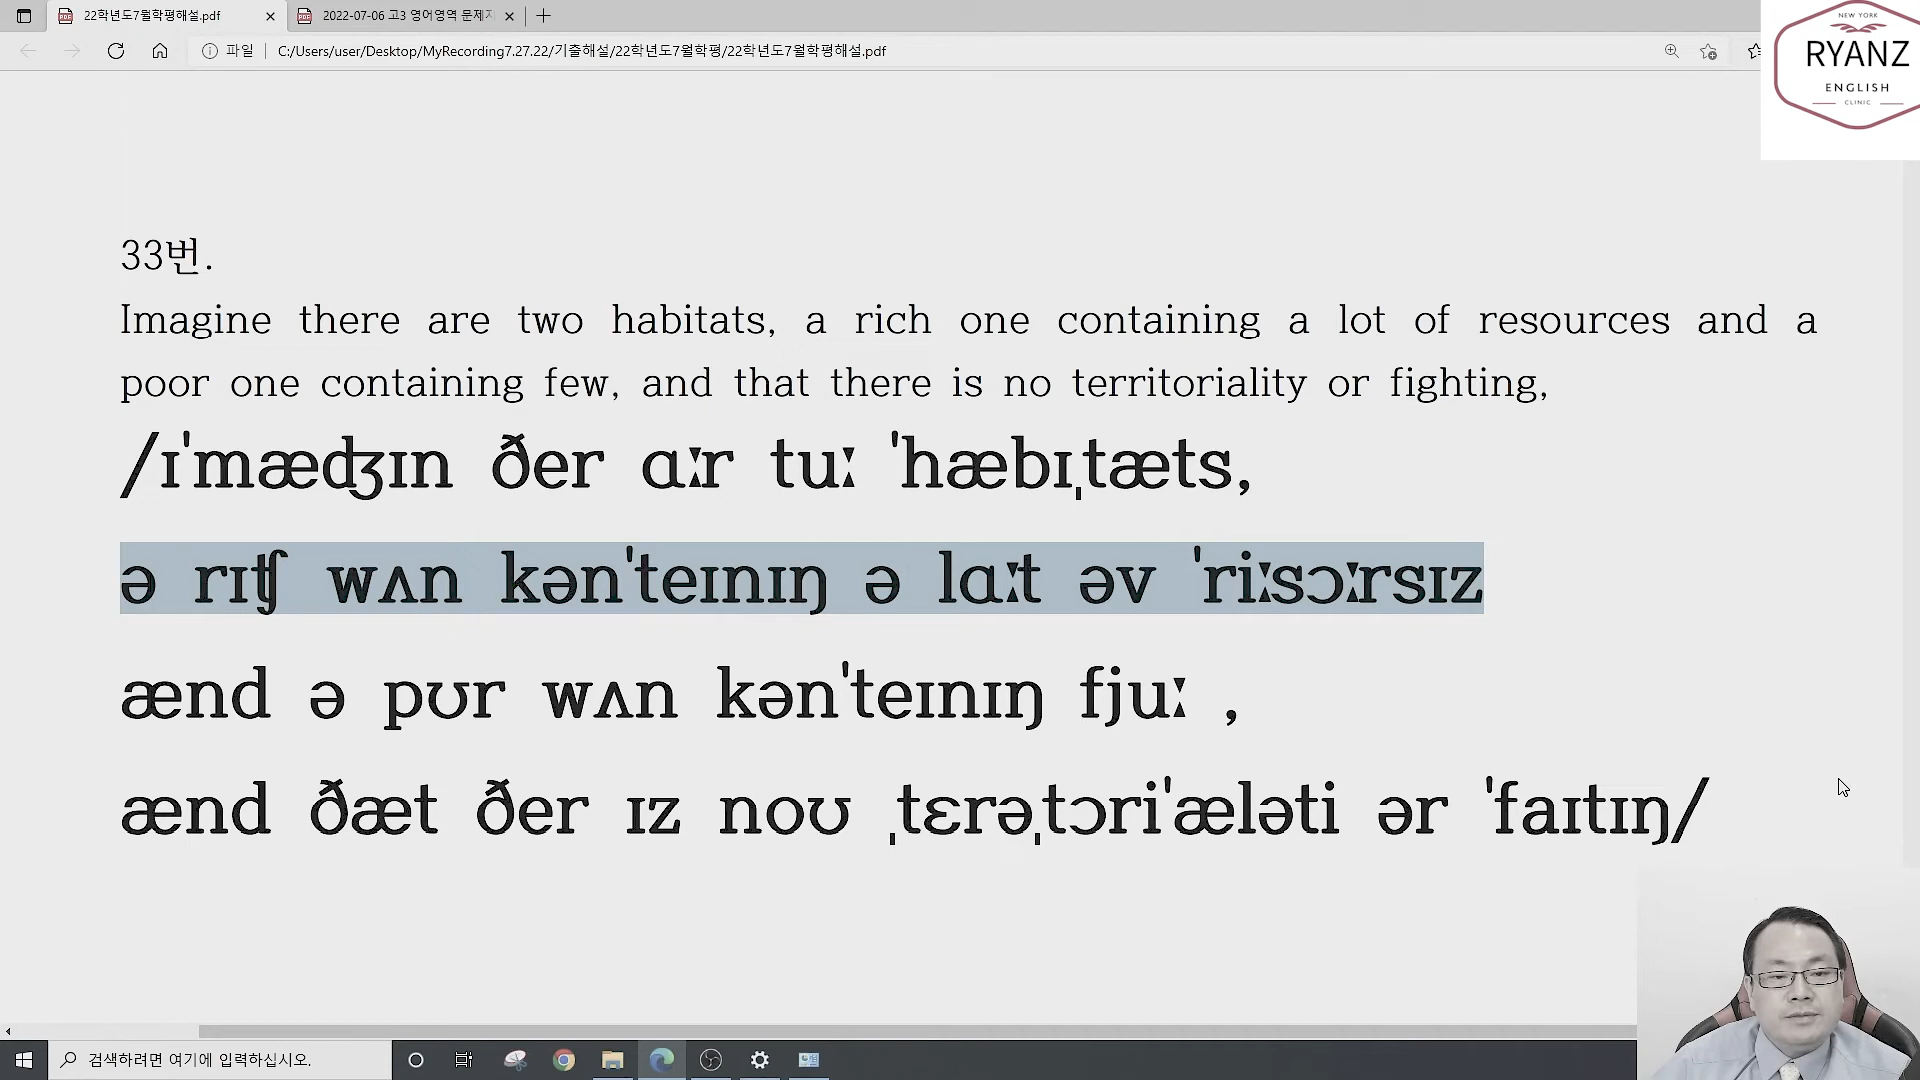 22학년도7월학평해설.pdf
2022-07-06 고3 영어영역 문제지
파일
C:/Users/user/Desktop/MyRecording7.27.22/기출해설/22학년도7월학평/22학년도7월학평해설.pdf
NEW YORK
RYANZ
ENGLISH
CLINIC
33번.
Imagine there are two habitats, a rich one containing a lot of resources and a
poor one containing few, and that there is no territoriality or fighting,
/ɪˈmæʤɪn ðer ɑːr tuː ˈhæbɪˌtæts,
ə rɪʧ wʌn kənˈteɪnɪŋ ə lɑːt əv ˈriːsɔːrsɪz
ænd ə pʊr wʌn kənˈteɪnɪŋ fjuː ,
ænd ðæt ðer ɪz noʊ ˌtɛrəˌtɔriˈæləti ər ˈfaɪtɪŋ/
검색하려면 여기에 입력하십시오.